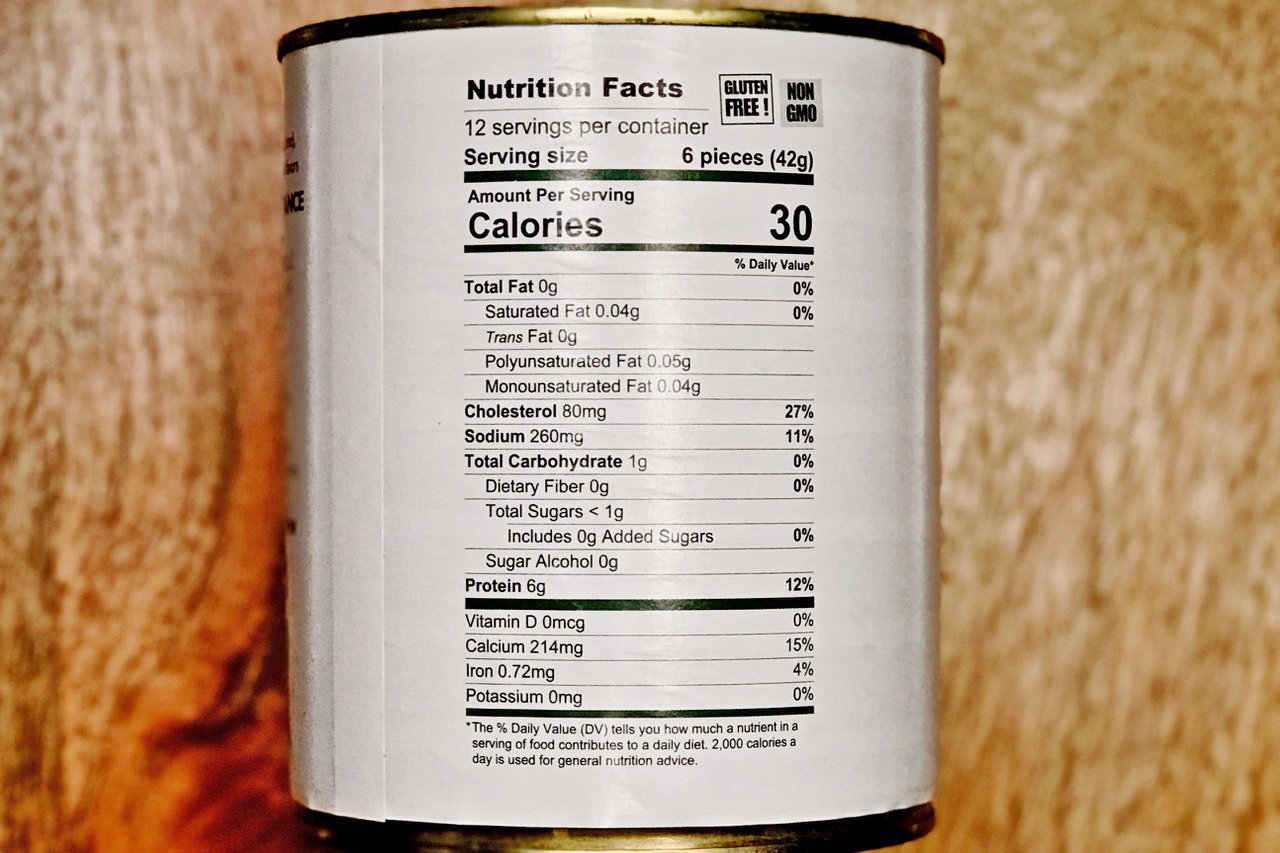 Nutrition Facts
GLUTEN
FREE !
NON
GMO
12 servings per container
Serving size 6 pieces (42g)
Amount Per Serving
Calories 30
% Daily Value*
Total Fat 0g 0%
Saturated Fat 0.04g 0%
Trans Fat 0g
Polyunsaturated Fat 0.05g
Monounsaturated Fat 0.04g
Cholesterol 80mg 27%
Sodium 260mg 11%
Total Carbohydrate 1g 0%
Dietary Fiber 0g 0%
Total Sugars < 1g
Includes 0g Added Sugars 0%
Sugar Alcohol 0g
Protein 6g 12%
Vitamin D 0mcg 0%
Calcium 214mg 15%
Iron 0.72mg 4%
Potassium 0mg 0%
*The % Daily Value (DV) tells you how much a nutrient in a
serving of food contributes to a daily diet. 2,000 calories a
day is used for general nutrition advice.